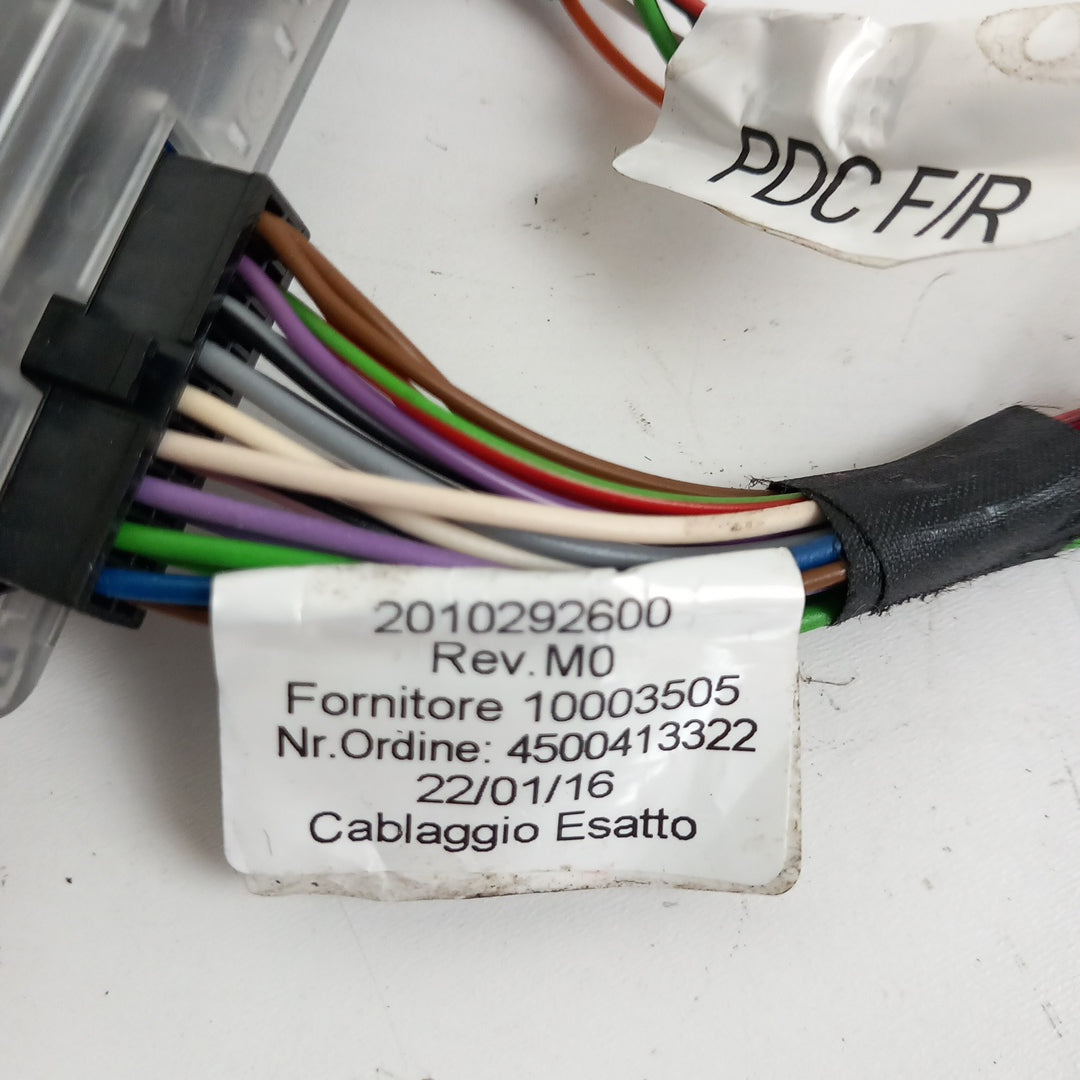 PDC F/R
2010292600
Rev.M0
Fornitore 10003505
Nr.Ordine: 4500413322
22/01/16
Cablaggio Esatto